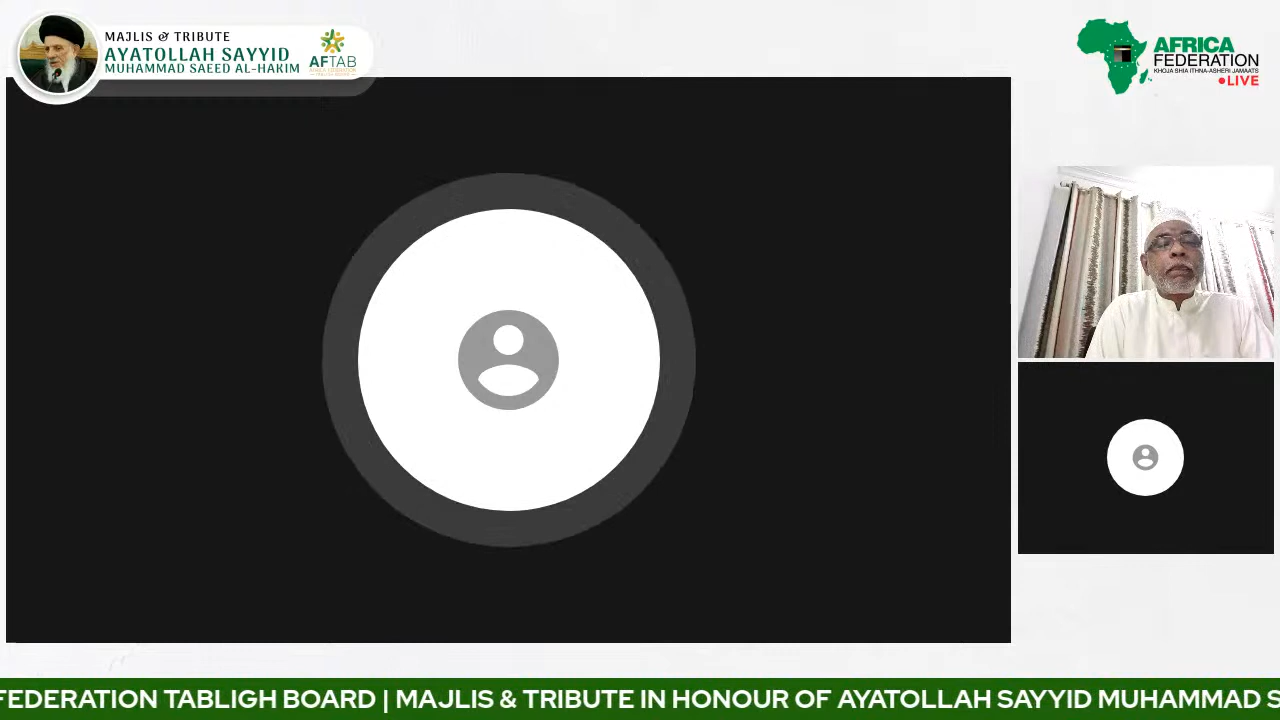 MAJLIS & TRIBUTE
AYATOLLAH SAYYID
MUHAMMAD SAEED AL-HAKIM
AFTAB
AFRICA
FEDERATION
KHOJA SHIA ITHNA-ASHERI JAMAATS
LIVE
FEDERATION TABLIGH BOARD | MAJLIS & TRIBUTE IN HONOUR OF AYATOLLAH SAYYID MUHAMMAD S